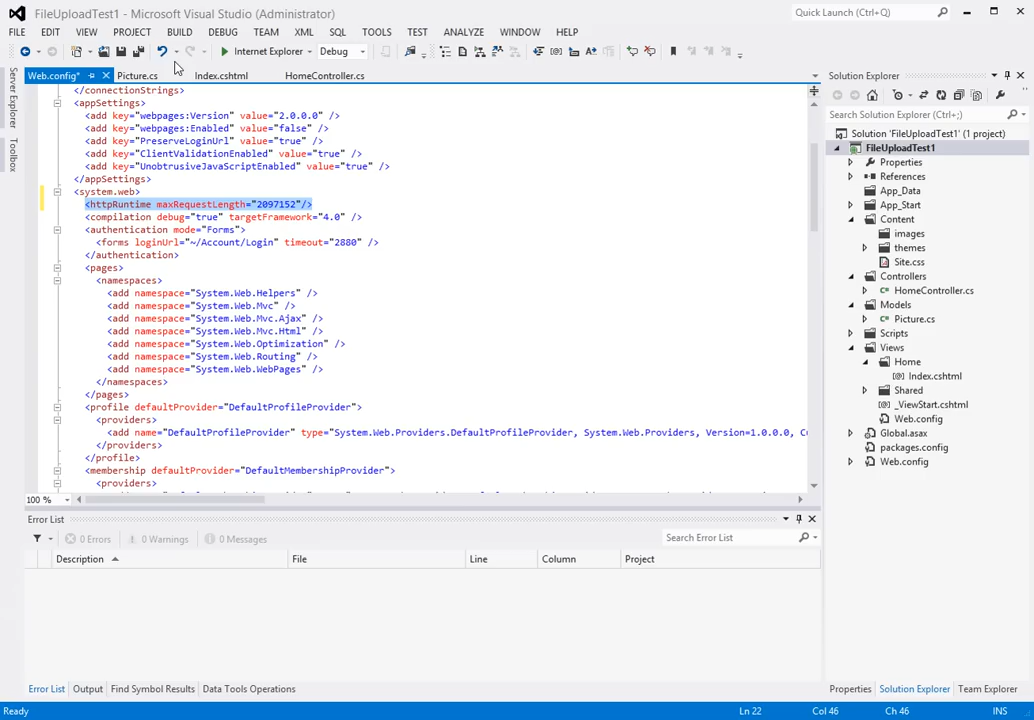 FileUploadTest1 - Microsoft Visual Studio (Administrator)
Quick Launch (Ctrl+Q)
FILE EDIT VIEW PROJECT BUILD DEBUG TEAM XML SQL TOOLS TEST ANALYZE WINDOW HELP
Internet Explorer Debug
Web.config* Picture.cs Index.cshtml HomeController.cs
Server Explorer
Toolbox
</connectionStrings>
<appSettings>
<add key="webpages:Version" value="2.0.0.0" />
<add key="webpages:Enabled" value="false" />
<add key="PreserveLoginUrl" value="true" />
<add key="ClientValidationEnabled" value="true" />
<add key="UnobtrusiveJavaScriptEnabled" value="true" />
</appSettings>
<system.web>
<httpRuntime maxRequestLength="2097152"/>
<compilation debug="true" targetFramework="4.0" />
<authentication mode="Forms">
<forms loginUrl="~/Account/Login" timeout="2880" />
</authentication>
<pages>
<namespaces>
<add namespace="System.Web.Helpers" />
<add namespace="System.Web.Mvc" />
<add namespace="System.Web.Mvc.Ajax" />
<add namespace="System.Web.Mvc.Html" />
<add namespace="System.Web.Optimization" />
<add namespace="System.Web.Routing" />
<add namespace="System.Web.WebPages" />
</namespaces>
</pages>
<profile defaultProvider="DefaultProfileProvider">
<providers>
<add name="DefaultProfileProvider" type="System.Web.Providers.DefaultProfileProvider, System.Web.Providers, Version=1.0.0.0, Cu
</providers>
</profile>
<membership defaultProvider="DefaultMembershipProvider">
<providers>
100 %
Solution Explorer
Search Solution Explorer (Ctrl+;)
Solution 'FileUploadTest1' (1 project)
FileUploadTest1
Properties
References
App_Data
App_Start
Content
images
themes
Site.css
Controllers
HomeController.cs
Models
Picture.cs
Scripts
Views
Home
Index.cshtml
Shared
_ViewStart.cshtml
Web.config
Global.asax
packages.config
Web.config
Error List
0 Errors 0 Warnings 0 Messages Search Error List
Description File Line Column Project
Error List Output Find Symbol Results Data Tools Operations
Properties Solution Explorer Team Explorer
Ready Ln 22 Col 46 Ch 46 INS